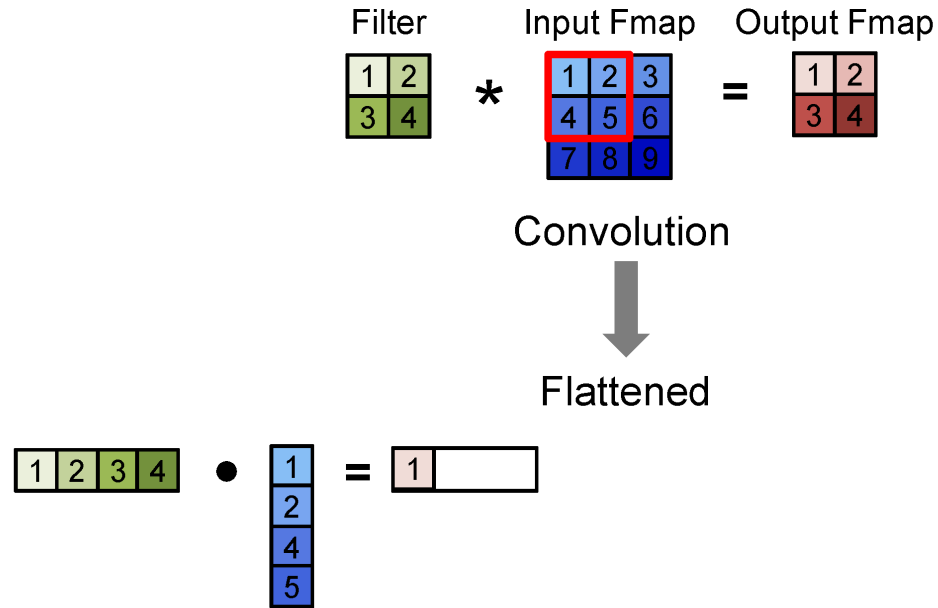 Filter Input Fmap Output Fmap
1 2 * 1 2 3 = 1 2
3 4 4 5 6 3 4
7 8 9
Convolution
Flattened
1 2 3 4 • 1 = 1
2
4
5